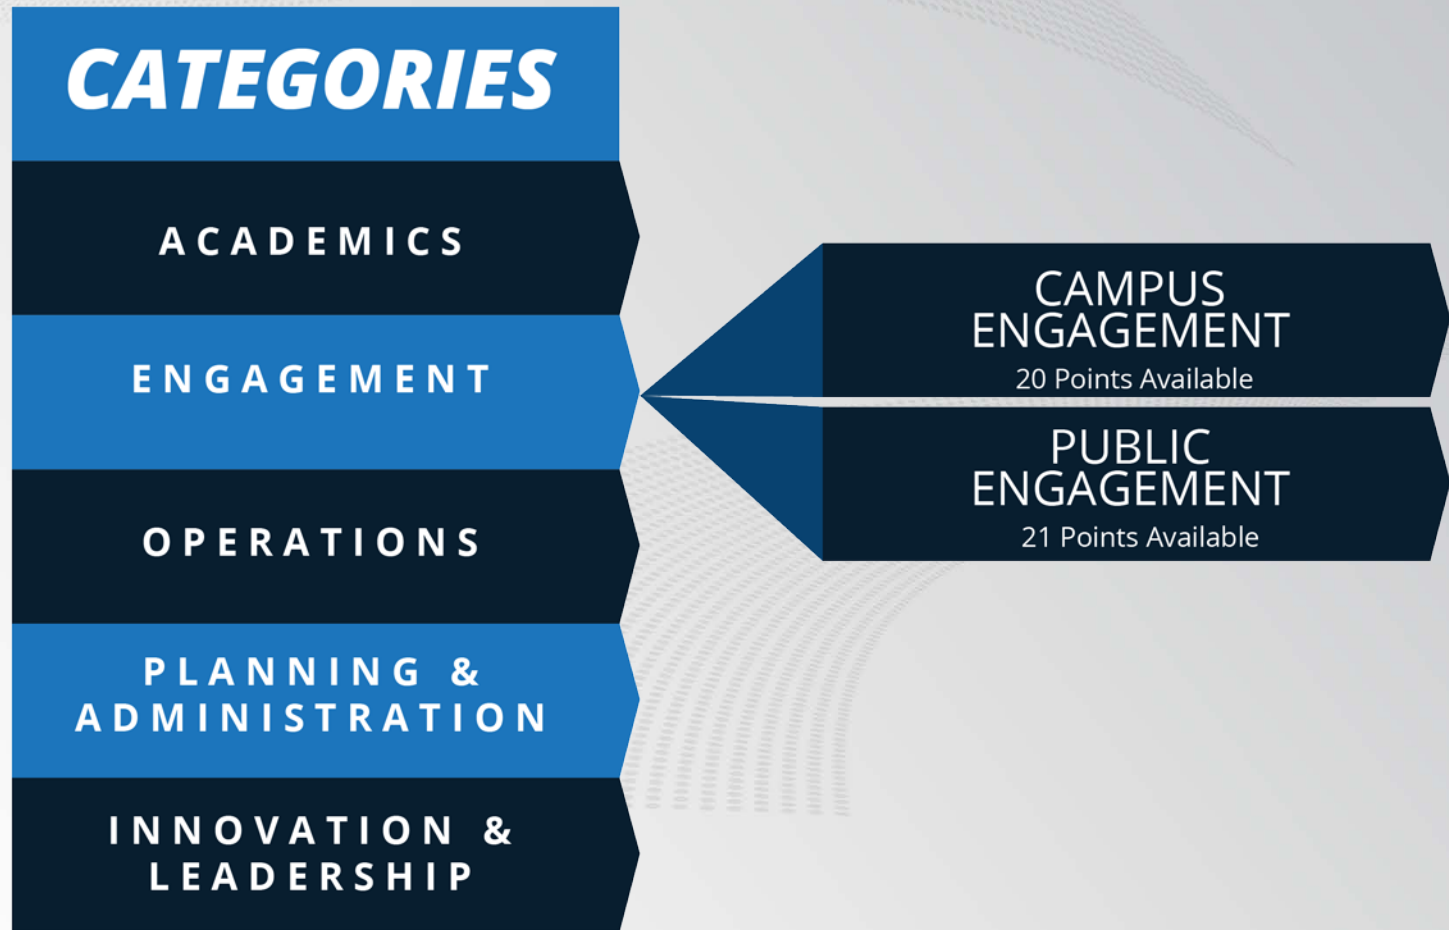 CATEGORIES
ACADEMICS
ENGAGEMENT
OPERATIONS
PLANNING &
ADMINISTRATION
INNOVATION &
LEADERSHIP
CAMPUS
ENGAGEMENT
20 Points Available
PUBLIC
ENGAGEMENT
21 Points Available